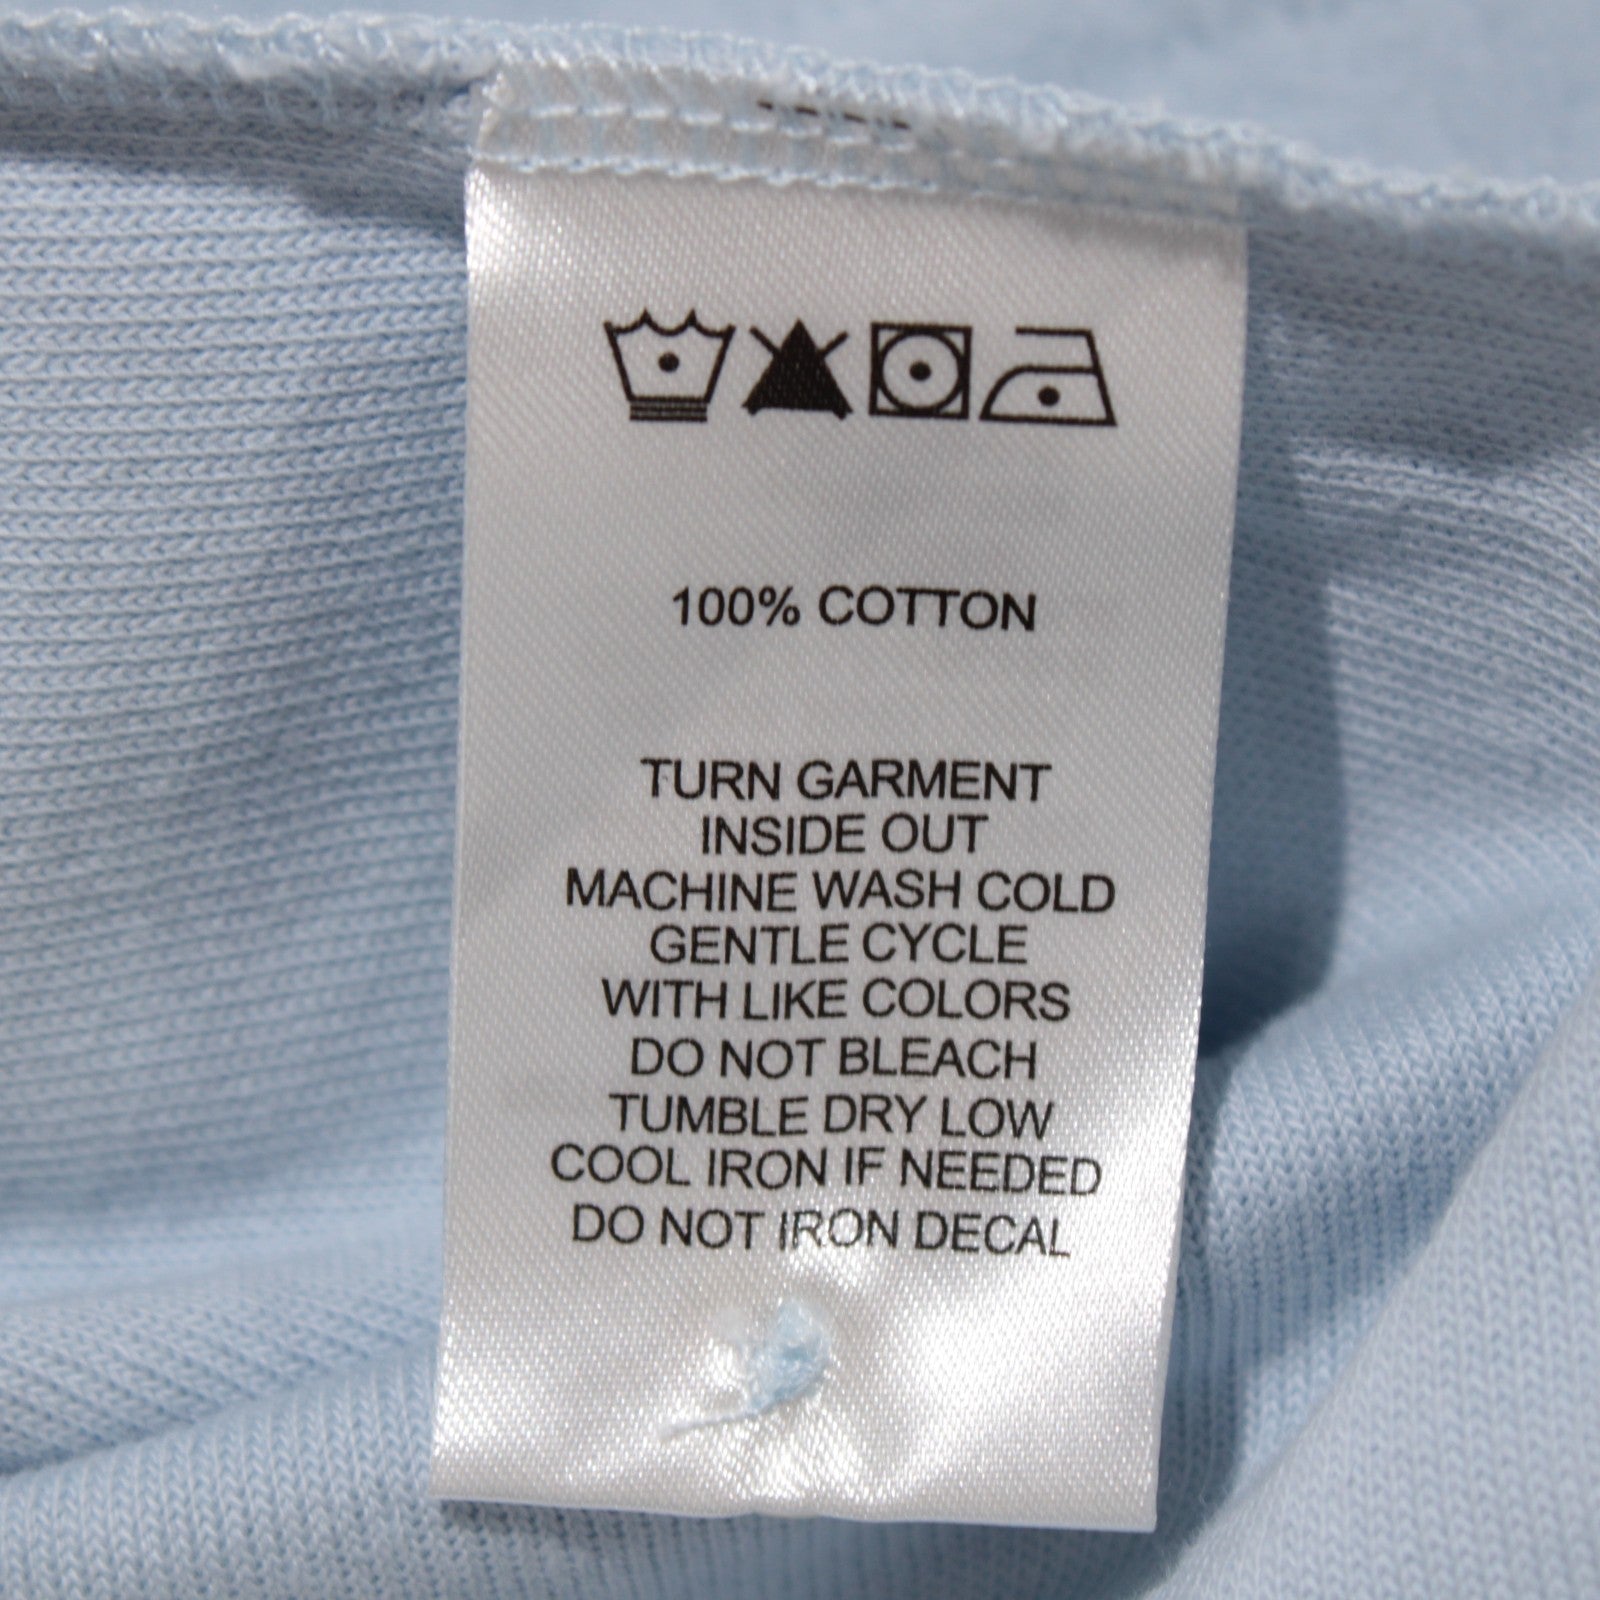 100% COTTON
TURN GARMENT
INSIDE OUT
MACHINE WASH COLD
GENTLE CYCLE
WITH LIKE COLORS
DO NOT BLEACH
TUMBLE DRY LOW
COOL IRON IF NEEDED
DO NOT IRON DECAL